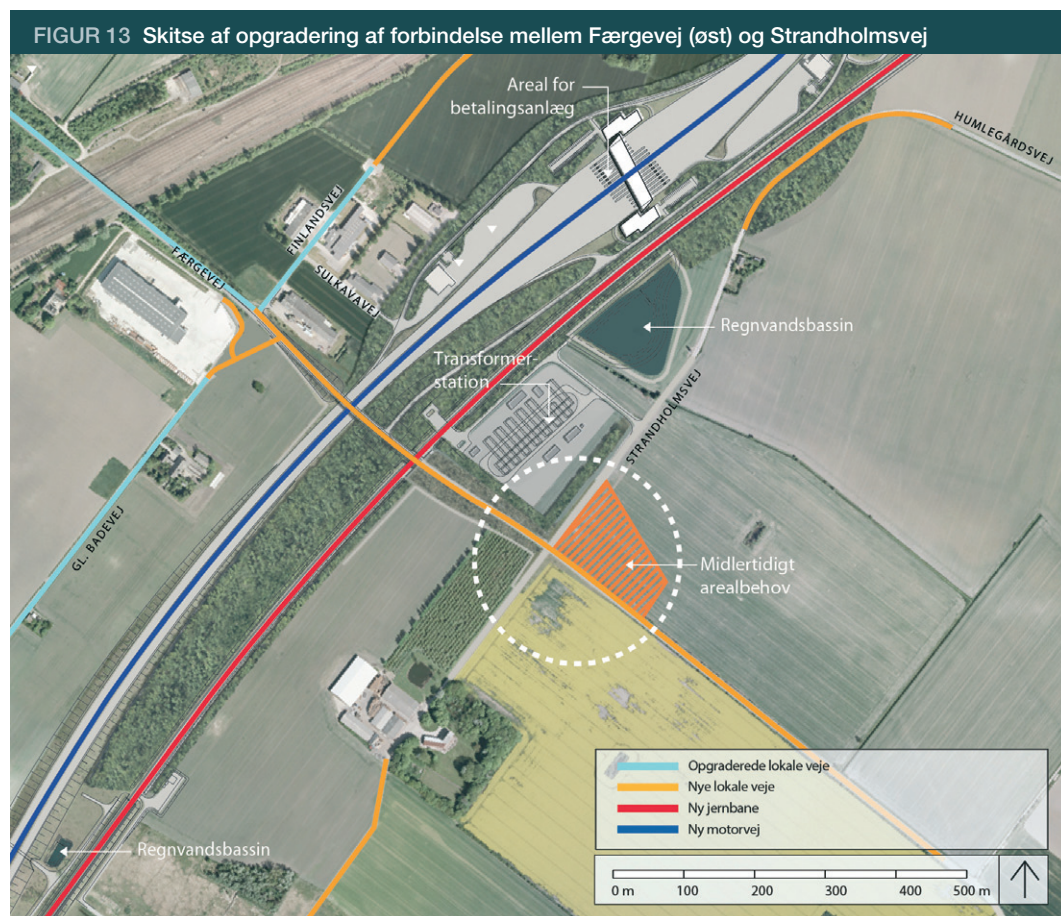 FIGUR 13 Skitse af opgradering af forbindelse mellem Færgevej (øst) og Strandholmsvej
Areal for
betalingsanlæg
HUMLEGÅRDSVEJ
FINLANDSVEJ
FÆRGEVEJ
SULKAVAVEJ
Regnvandsbassin
Transformer-
station
STRANDHOLMSVEJ
GL. BADEVEJ
Midlertidigt
arealbehov
Opgraderede lokale veje
Nye lokale veje
Ny jernbane
Ny motorvej
Regnvandsbassin
0 m 100 200 300 400 500 m